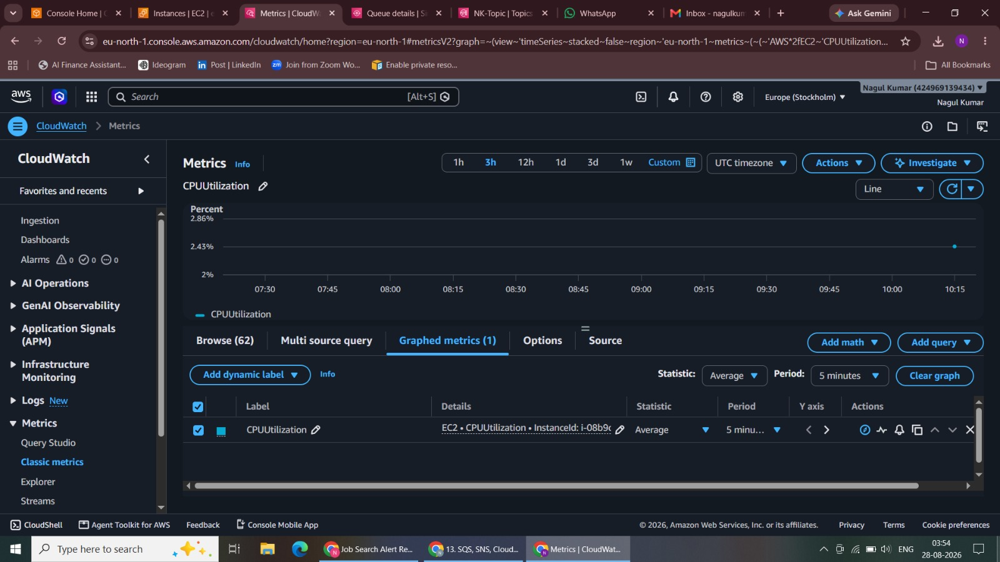 Console Home | C
Instances | EC2 | e
Metrics | CloudWa
Queue details | Si
NK-Topic | Topics
WhatsApp
Inbox - nagulkum
Ask Gemini
eu-north-1.console.aws.amazon.com/cloudwatch/home?region=eu-north-1#metricsV2?graph=~(view~'timeSeries~stacked~false~region~'eu-north-1~metrics~(~(~'AWS*2fEC2~'CPUUtilization...
N
AI Finance Assistant...
Ideogram
Post | LinkedIn
Join from Zoom Wo...
Enable private reso...
All Bookmarks
aws
Search
[Alt+S]
Europe (Stockholm)
Nagul Kumar (424969139434)
Nagul Kumar
CloudWatch
Metrics
CloudWatch
Favorites and recents
Ingestion
Dashboards
Alarms 0 0 0
AI Operations
GenAI Observability
Application Signals
(APM)
Infrastructure
Monitoring
Logs New
Metrics
Query Studio
Classic metrics
Explorer
Streams
Metrics Info
1h 3h 12h 1d 3d 1w Custom
UTC timezone
Actions
Investigate
CPUUtilization
Line
Percent
2.86%
2.43%
2%
07:30 07:45 08:00 08:15 08:30 08:45 09:00 09:15 09:30 09:45 10:00 10:15
CPUUtilization
Browse (62)
Multi source query
Graphed metrics (1)
Options
Source
Add math
Add query
Add dynamic label
Info
Statistic: Average
Period: 5 minutes
Clear graph
Label Details Statistic Period Y axis Actions
CPUUtilization EC2 • CPUUtilization • InstanceId: i-08b9c Average 5 minu...
CloudShell
Agent Toolkit for AWS
Feedback
Console Mobile App
© 2026, Amazon Web Services, Inc. or its affiliates.
Privacy
Terms
Cookie preferences
Type here to search
Job Search Alert Re...
13. SQS, SNS, Cloud...
Metrics | CloudWat...
ENG
03:54
28-08-2026